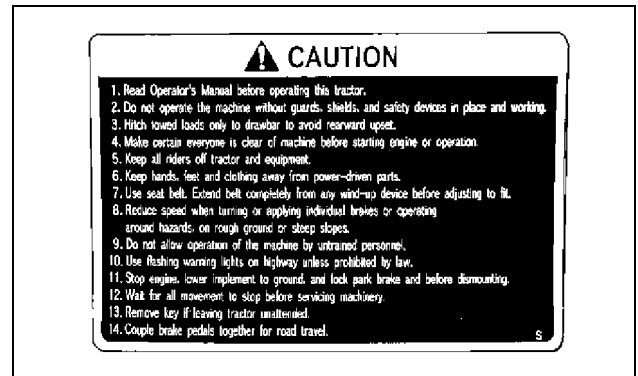 CAUTION
1. Read Operator's Manual before operating this tractor.
2. Do not operate the machine without guards, shields, and safety devices in place and working.
3. Hitch towed loads only to drawbar to avoid rearward upset.
4. Make certain everyone is clear of machine before starting engine or operation.
5. Keep all riders off tractor and equipment.
6. Keep hands, feet and clothing away from power-driven parts.
7. Use seat belt. Extend belt completely from any wind-up device before adjusting to fit.
8. Reduce speed when turning or applying individual brakes or operating
around hazards, on rough ground or steep slopes.
9. Do not allow operation of the machine by untrained personnel.
10. Use flashing warning lights on highway unless prohibited by law.
11. Stop engine, lower implement to ground, and lock park brake and before dismounting.
12. Wait for all movement to stop before servicing machinery.
13. Remove key if leaving tractor unattended.
14. Couple brake pedals together for road travel.
S